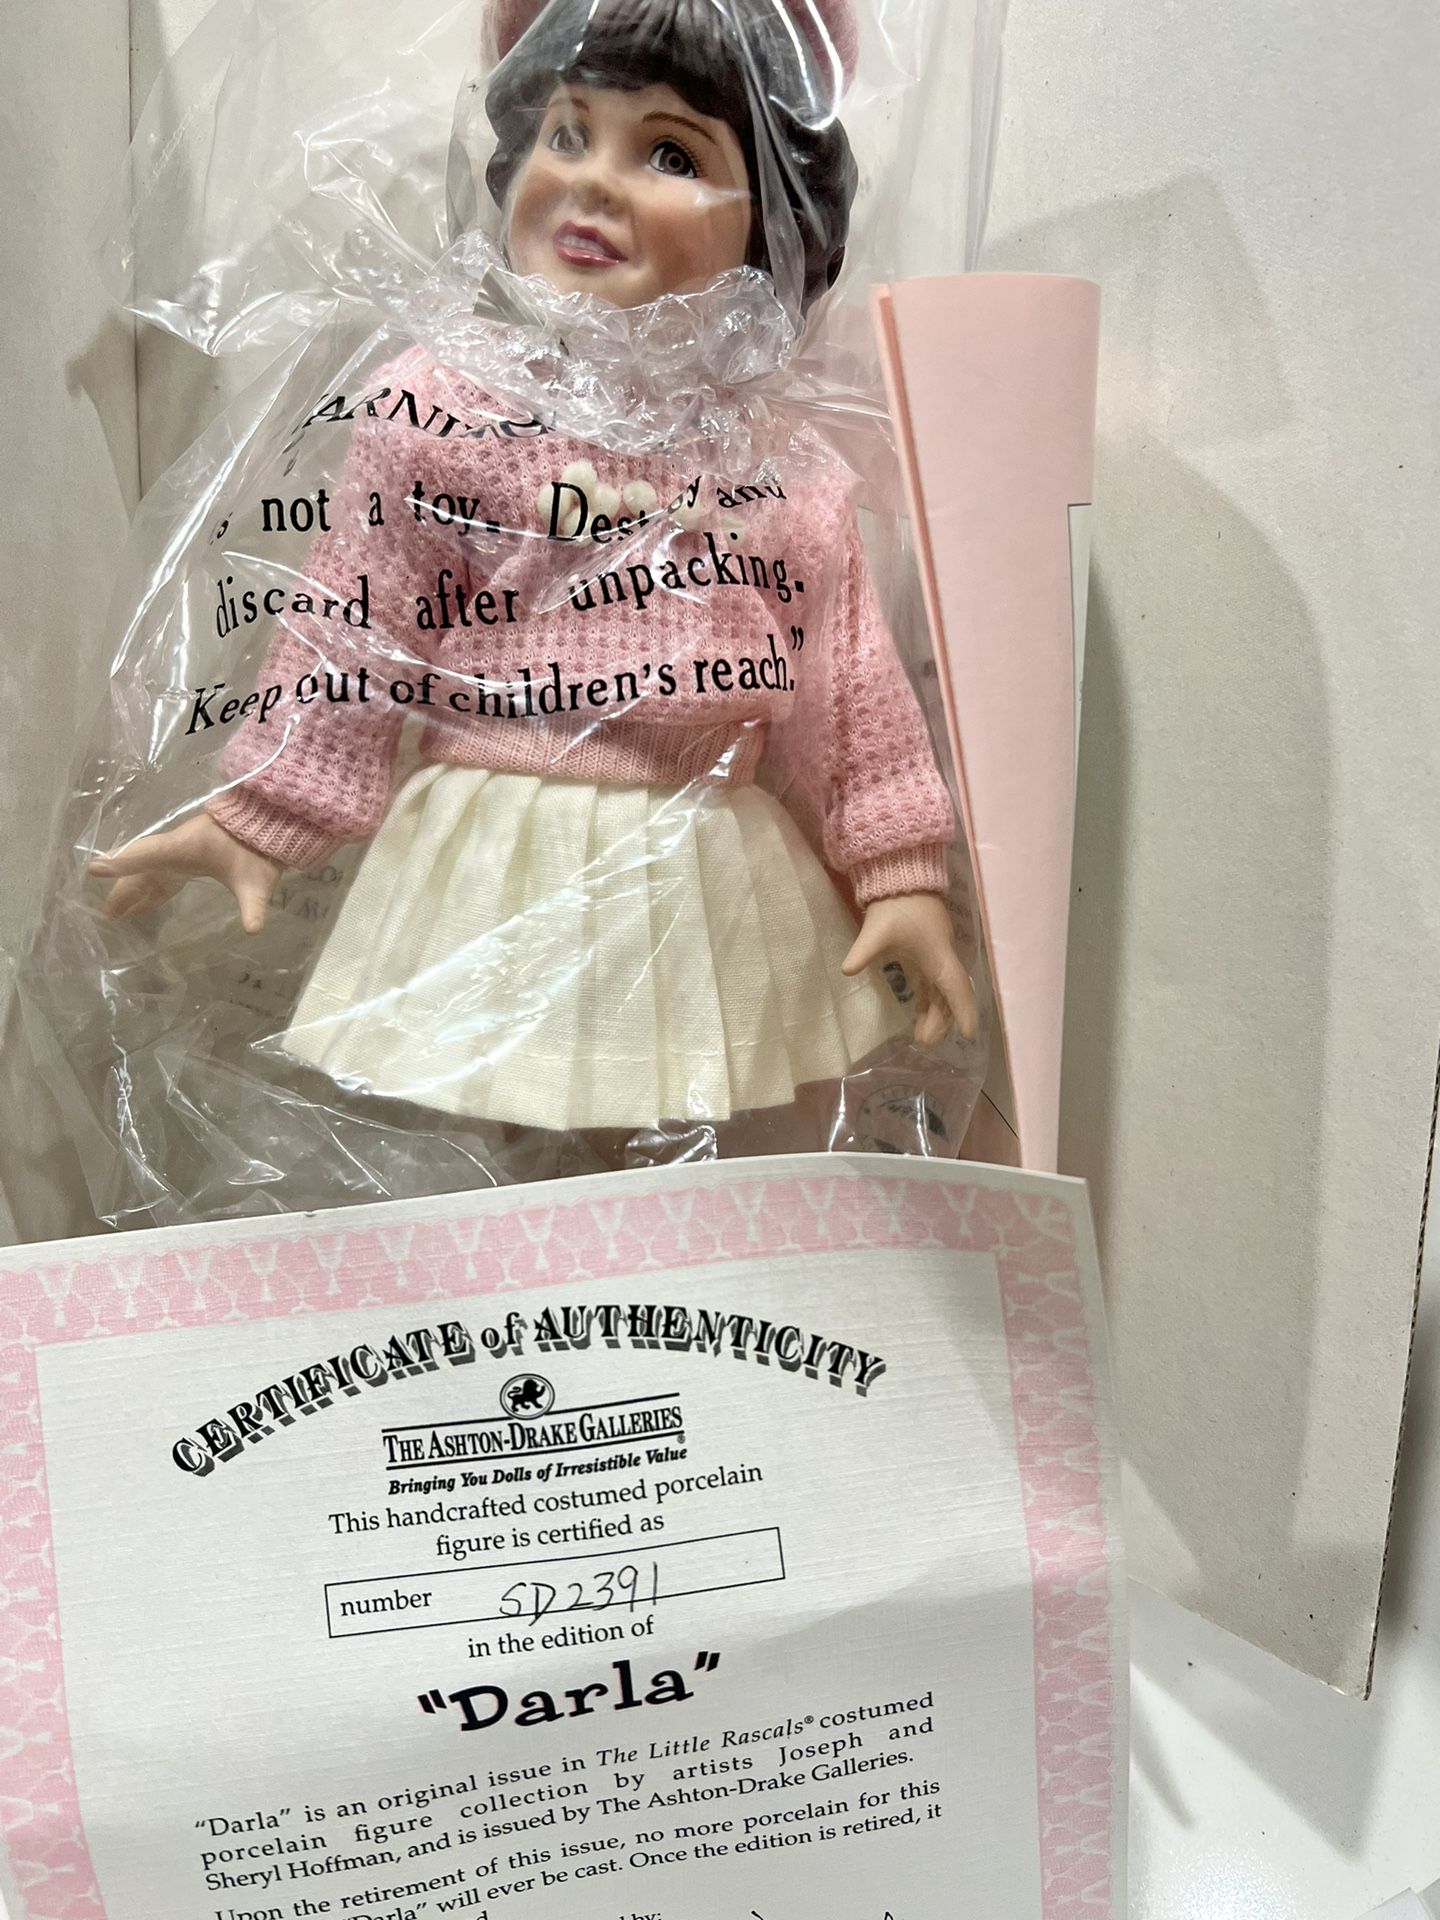 not a toy. Destroy and
discard after unpacking.
Keep out of children's reach."
CERTIFICATE of AUTHENTICITY
THE ASHTON-DRAKE GALLERIES®
Bringing You Dolls of Irresistible Value
This handcrafted costumed porcelain
figure is certified as
number SD2391
in the edition of
"Darla"
"Darla" is an original issue in The Little Rascals® costumed
porcelain figure collection by artists Joseph and
Sheryl Hoffman, and is issued by The Ashton-Drake Galleries.
Upon the retirement of this issue, no more porcelain for this
"Darla" will ever be cast. Once the edition is retired, it
by: